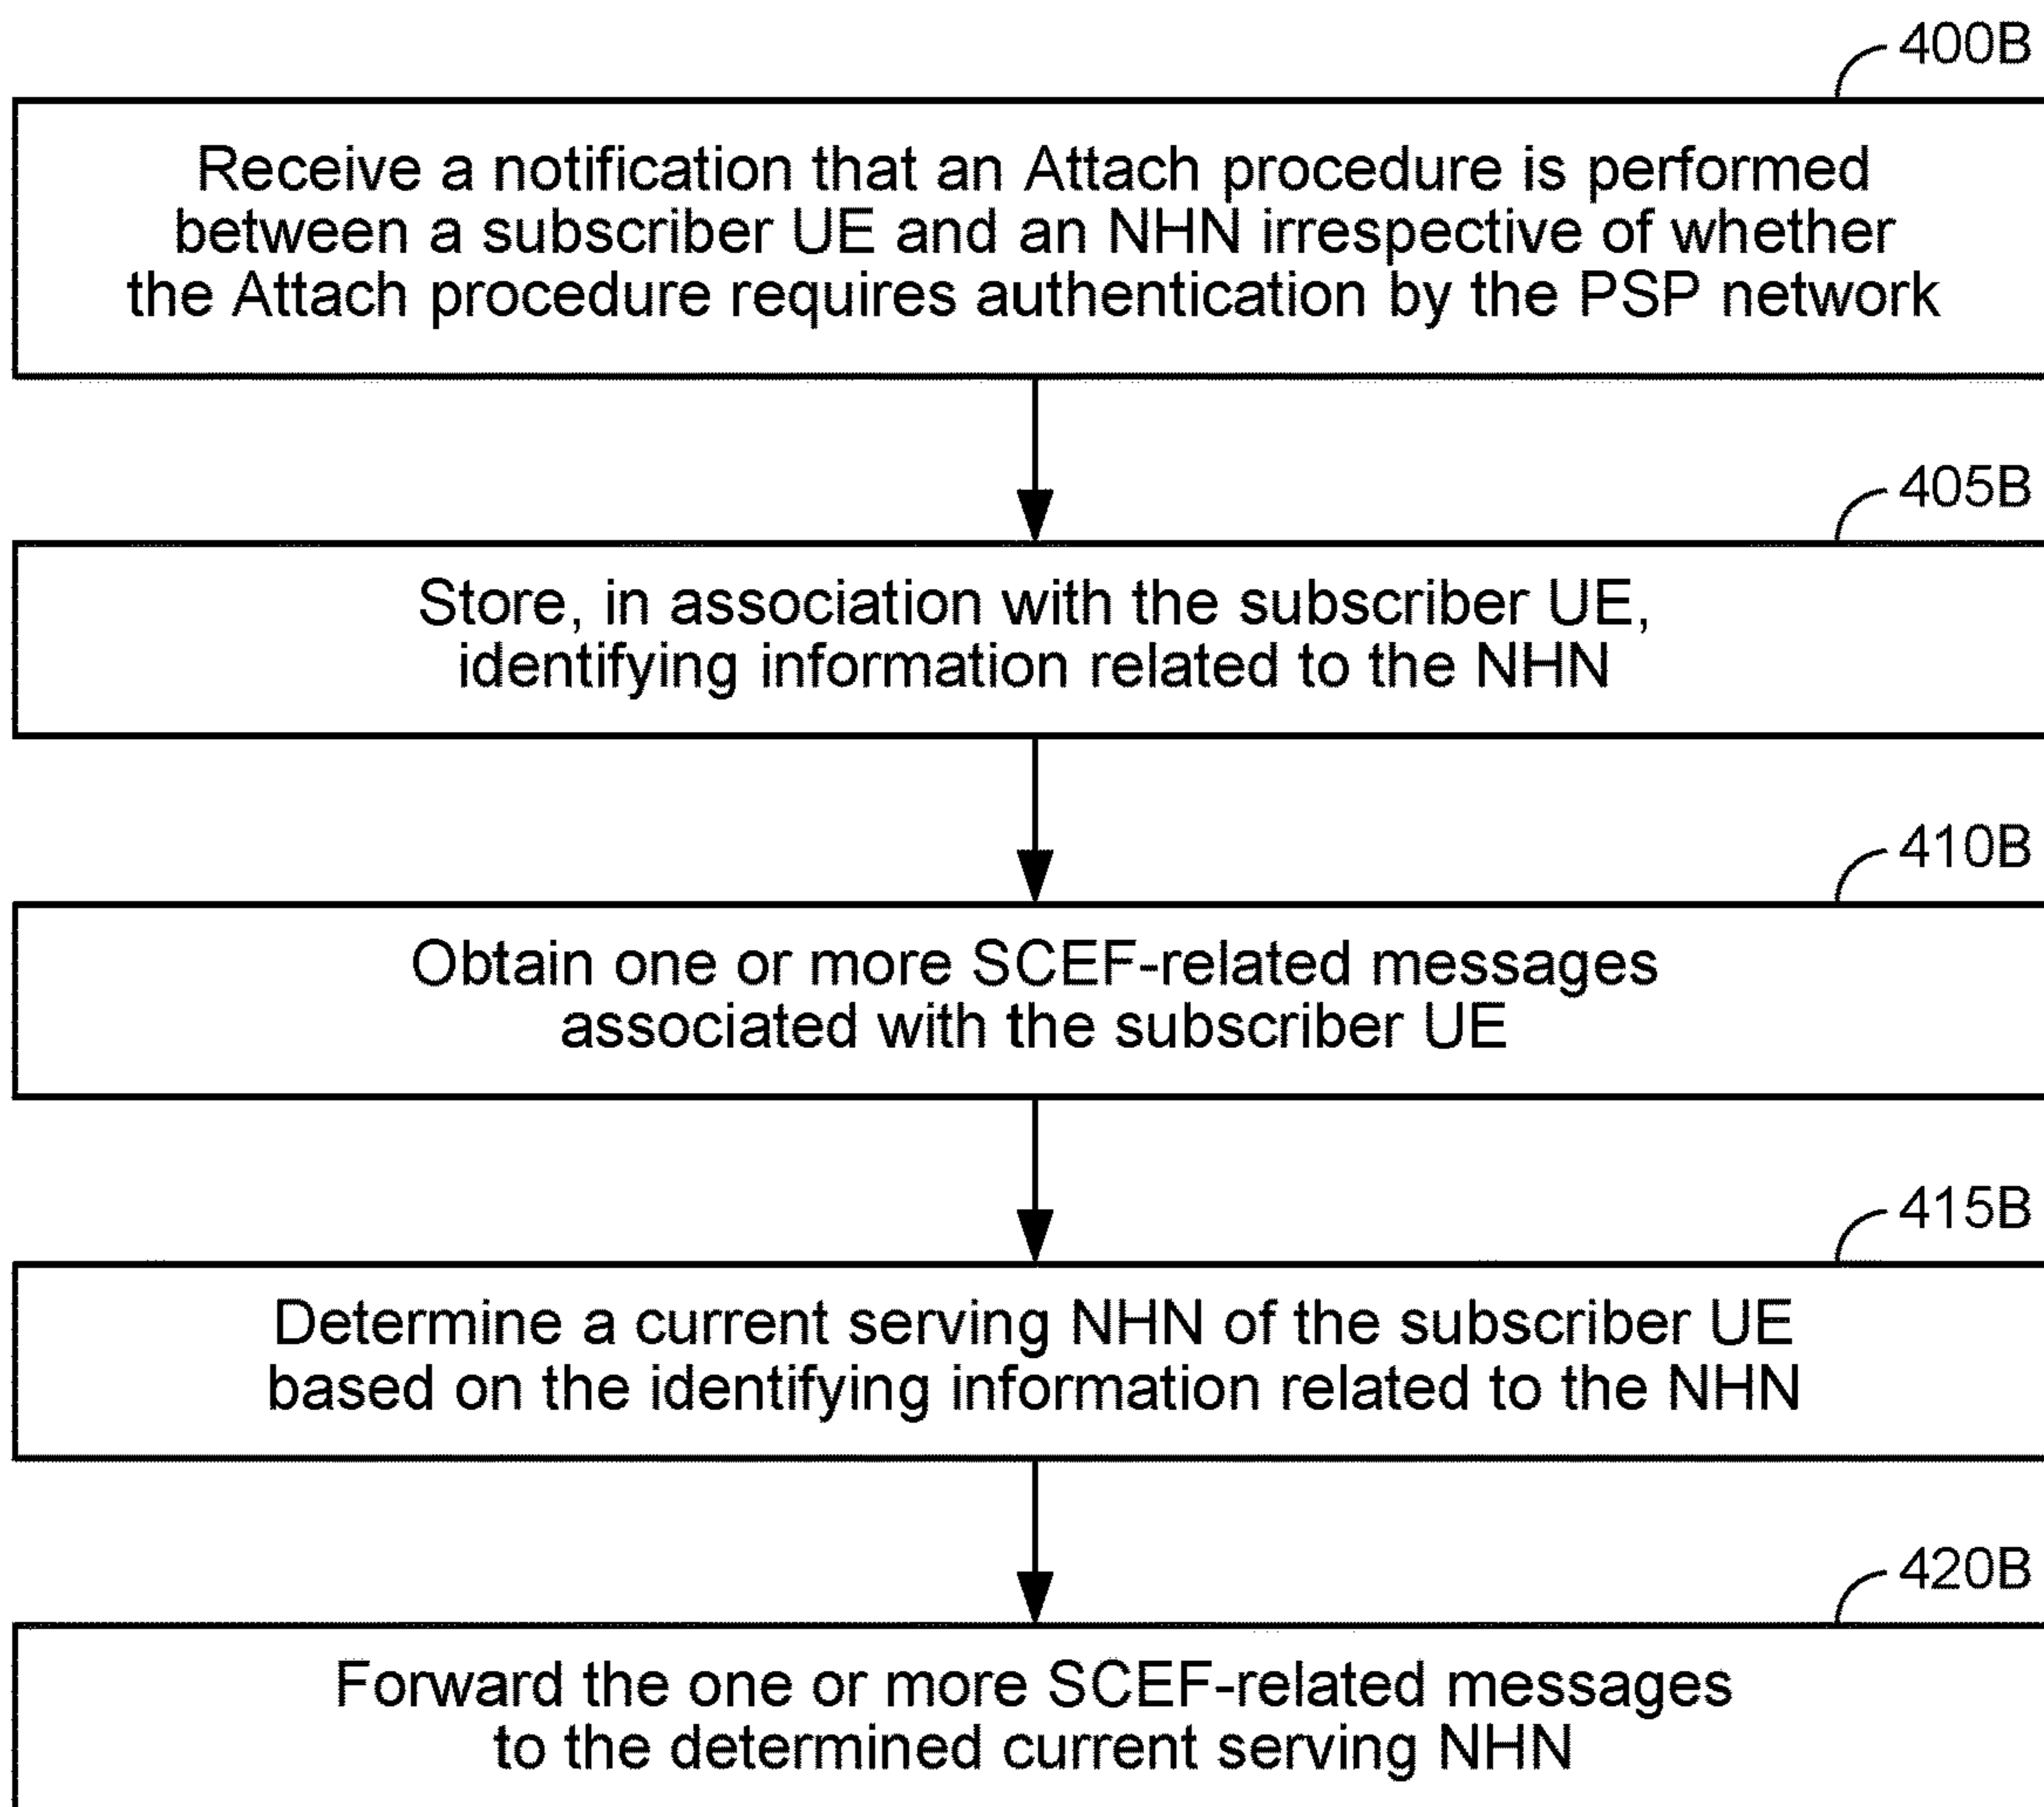 400B
Receive a notification that an Attach procedure is performed
between a subscriber UE and an NHN irrespective of whether
the Attach procedure requires authentication by the PSP network
405B
Store, in association with the subscriber UE,
identifying information related to the NHN
410B
Obtain one or more SCEF-related messages
associated with the subscriber UE
415B
Determine a current serving NHN of the subscriber UE
based on the identifying information related to the NHN
420B
Forward the one or more SCEF-related messages
to the determined current serving NHN